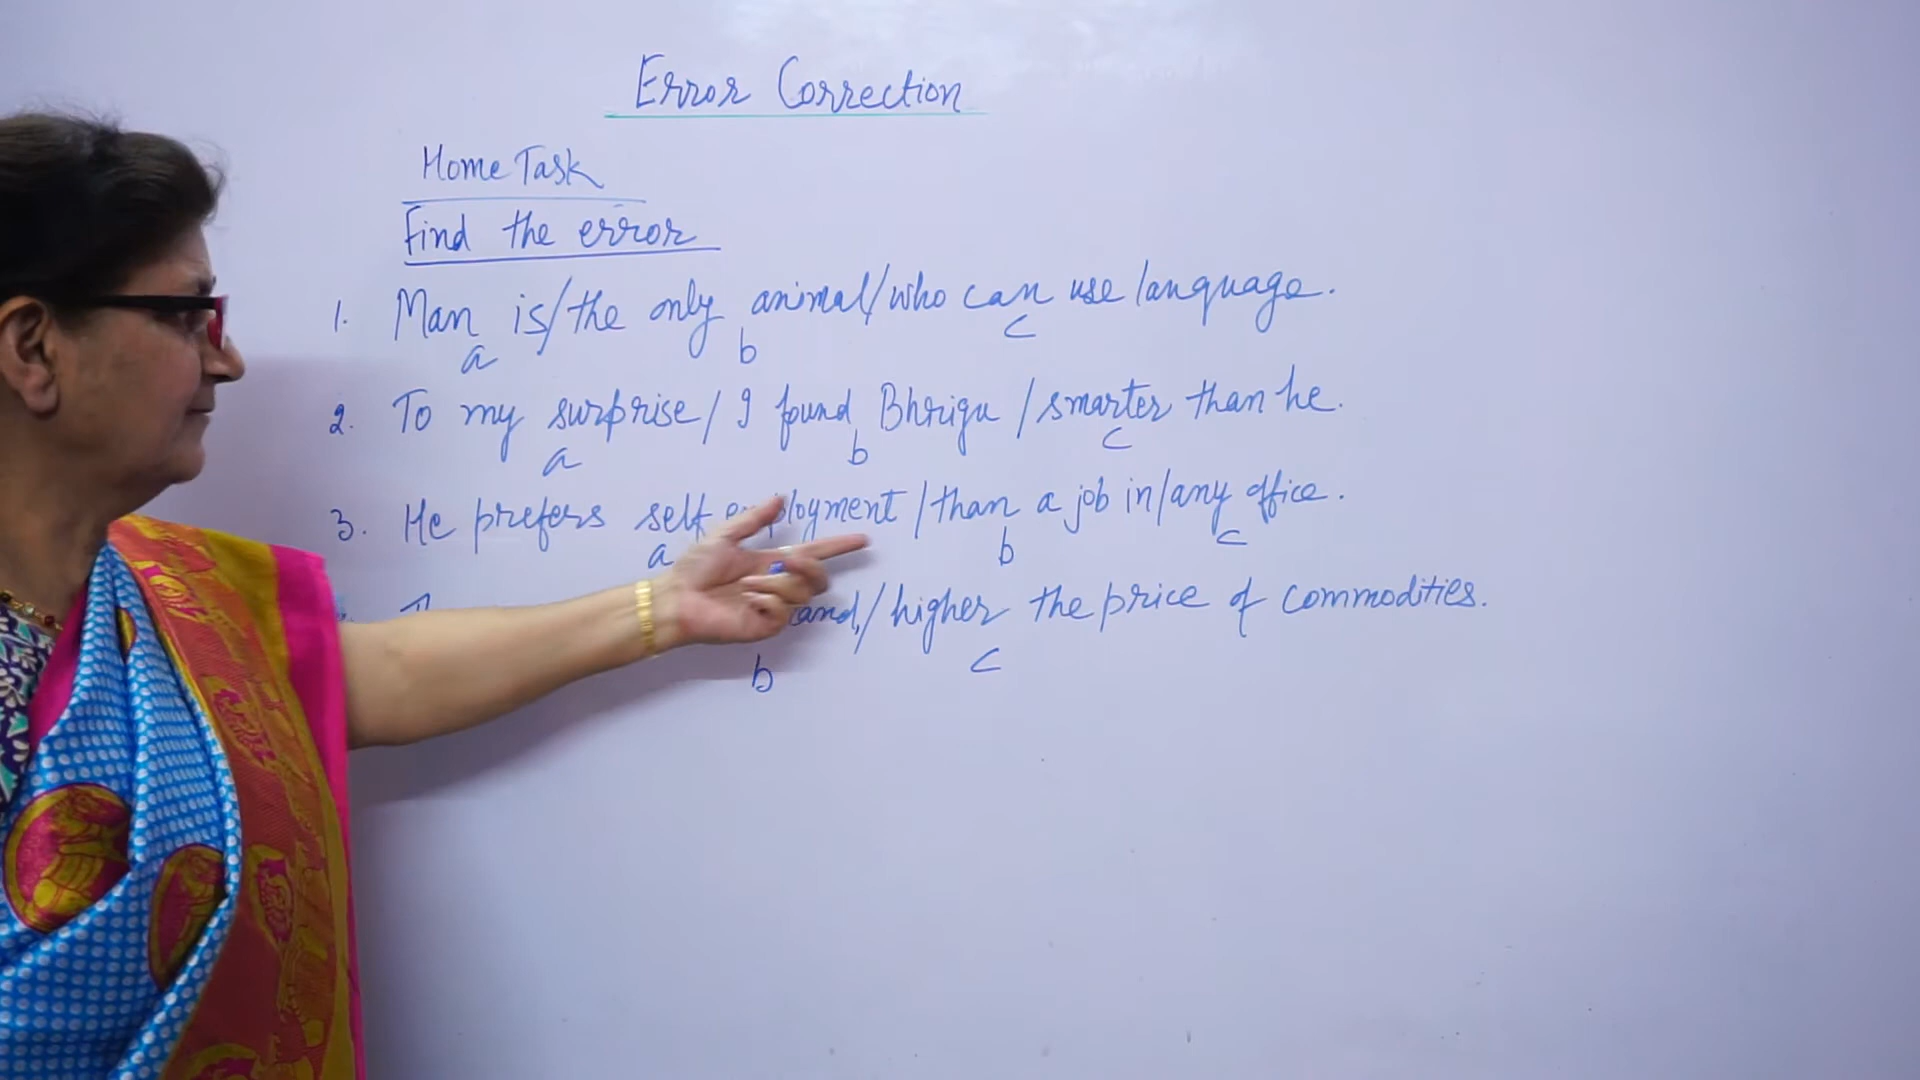 Error Correction
Home Task
Find the error
1. Man is/the only animal/who can use language.
a b c
2. To my surprise/ I found Bhrigu /smarter than he.
a b c
3. He prefers self employment /than a job in/any office.
a b c
/higher the price of commodities.
b c